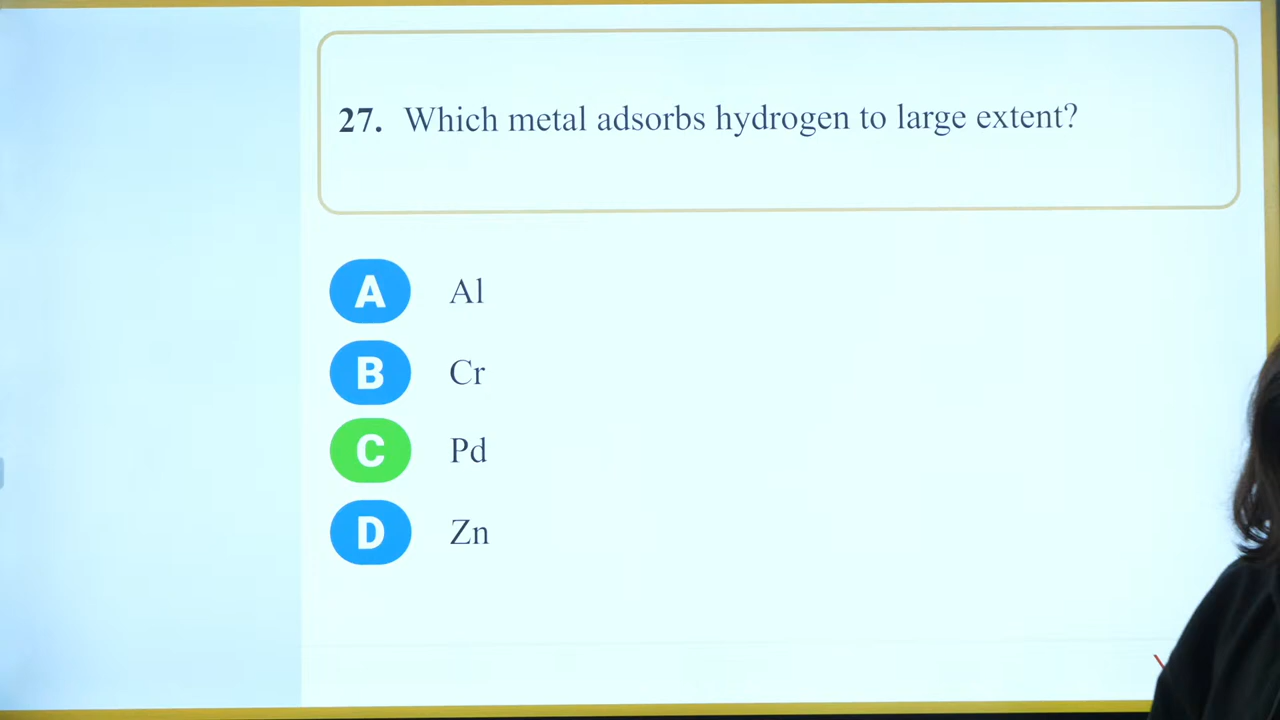 27. Which metal adsorbs hydrogen to large extent?
A Al
B Cr
C Pd
D Zn